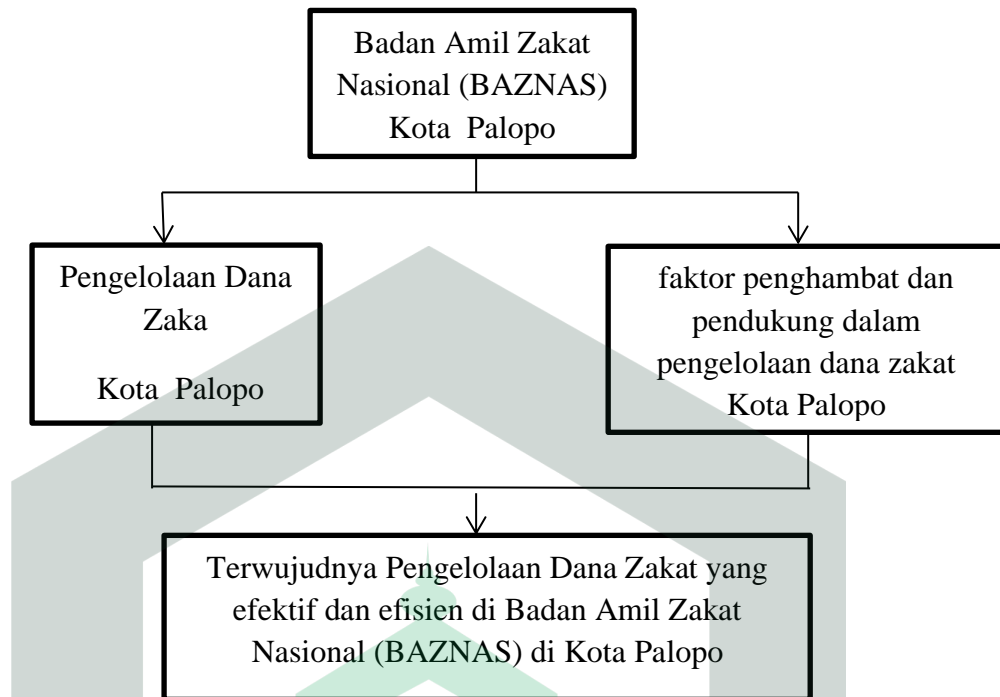 Badan Amil Zakat
Nasional (BAZNAS)
Kota Palopo
Pengelolaan Dana
Zaka
Kota Palopo
faktor penghambat dan
pendukung dalam
pengelolaan dana zakat
Kota Palopo
Terwujudnya Pengelolaan Dana Zakat yang
efektif dan efisien di Badan Amil Zakat
Nasional (BAZNAS) di Kota Palopo